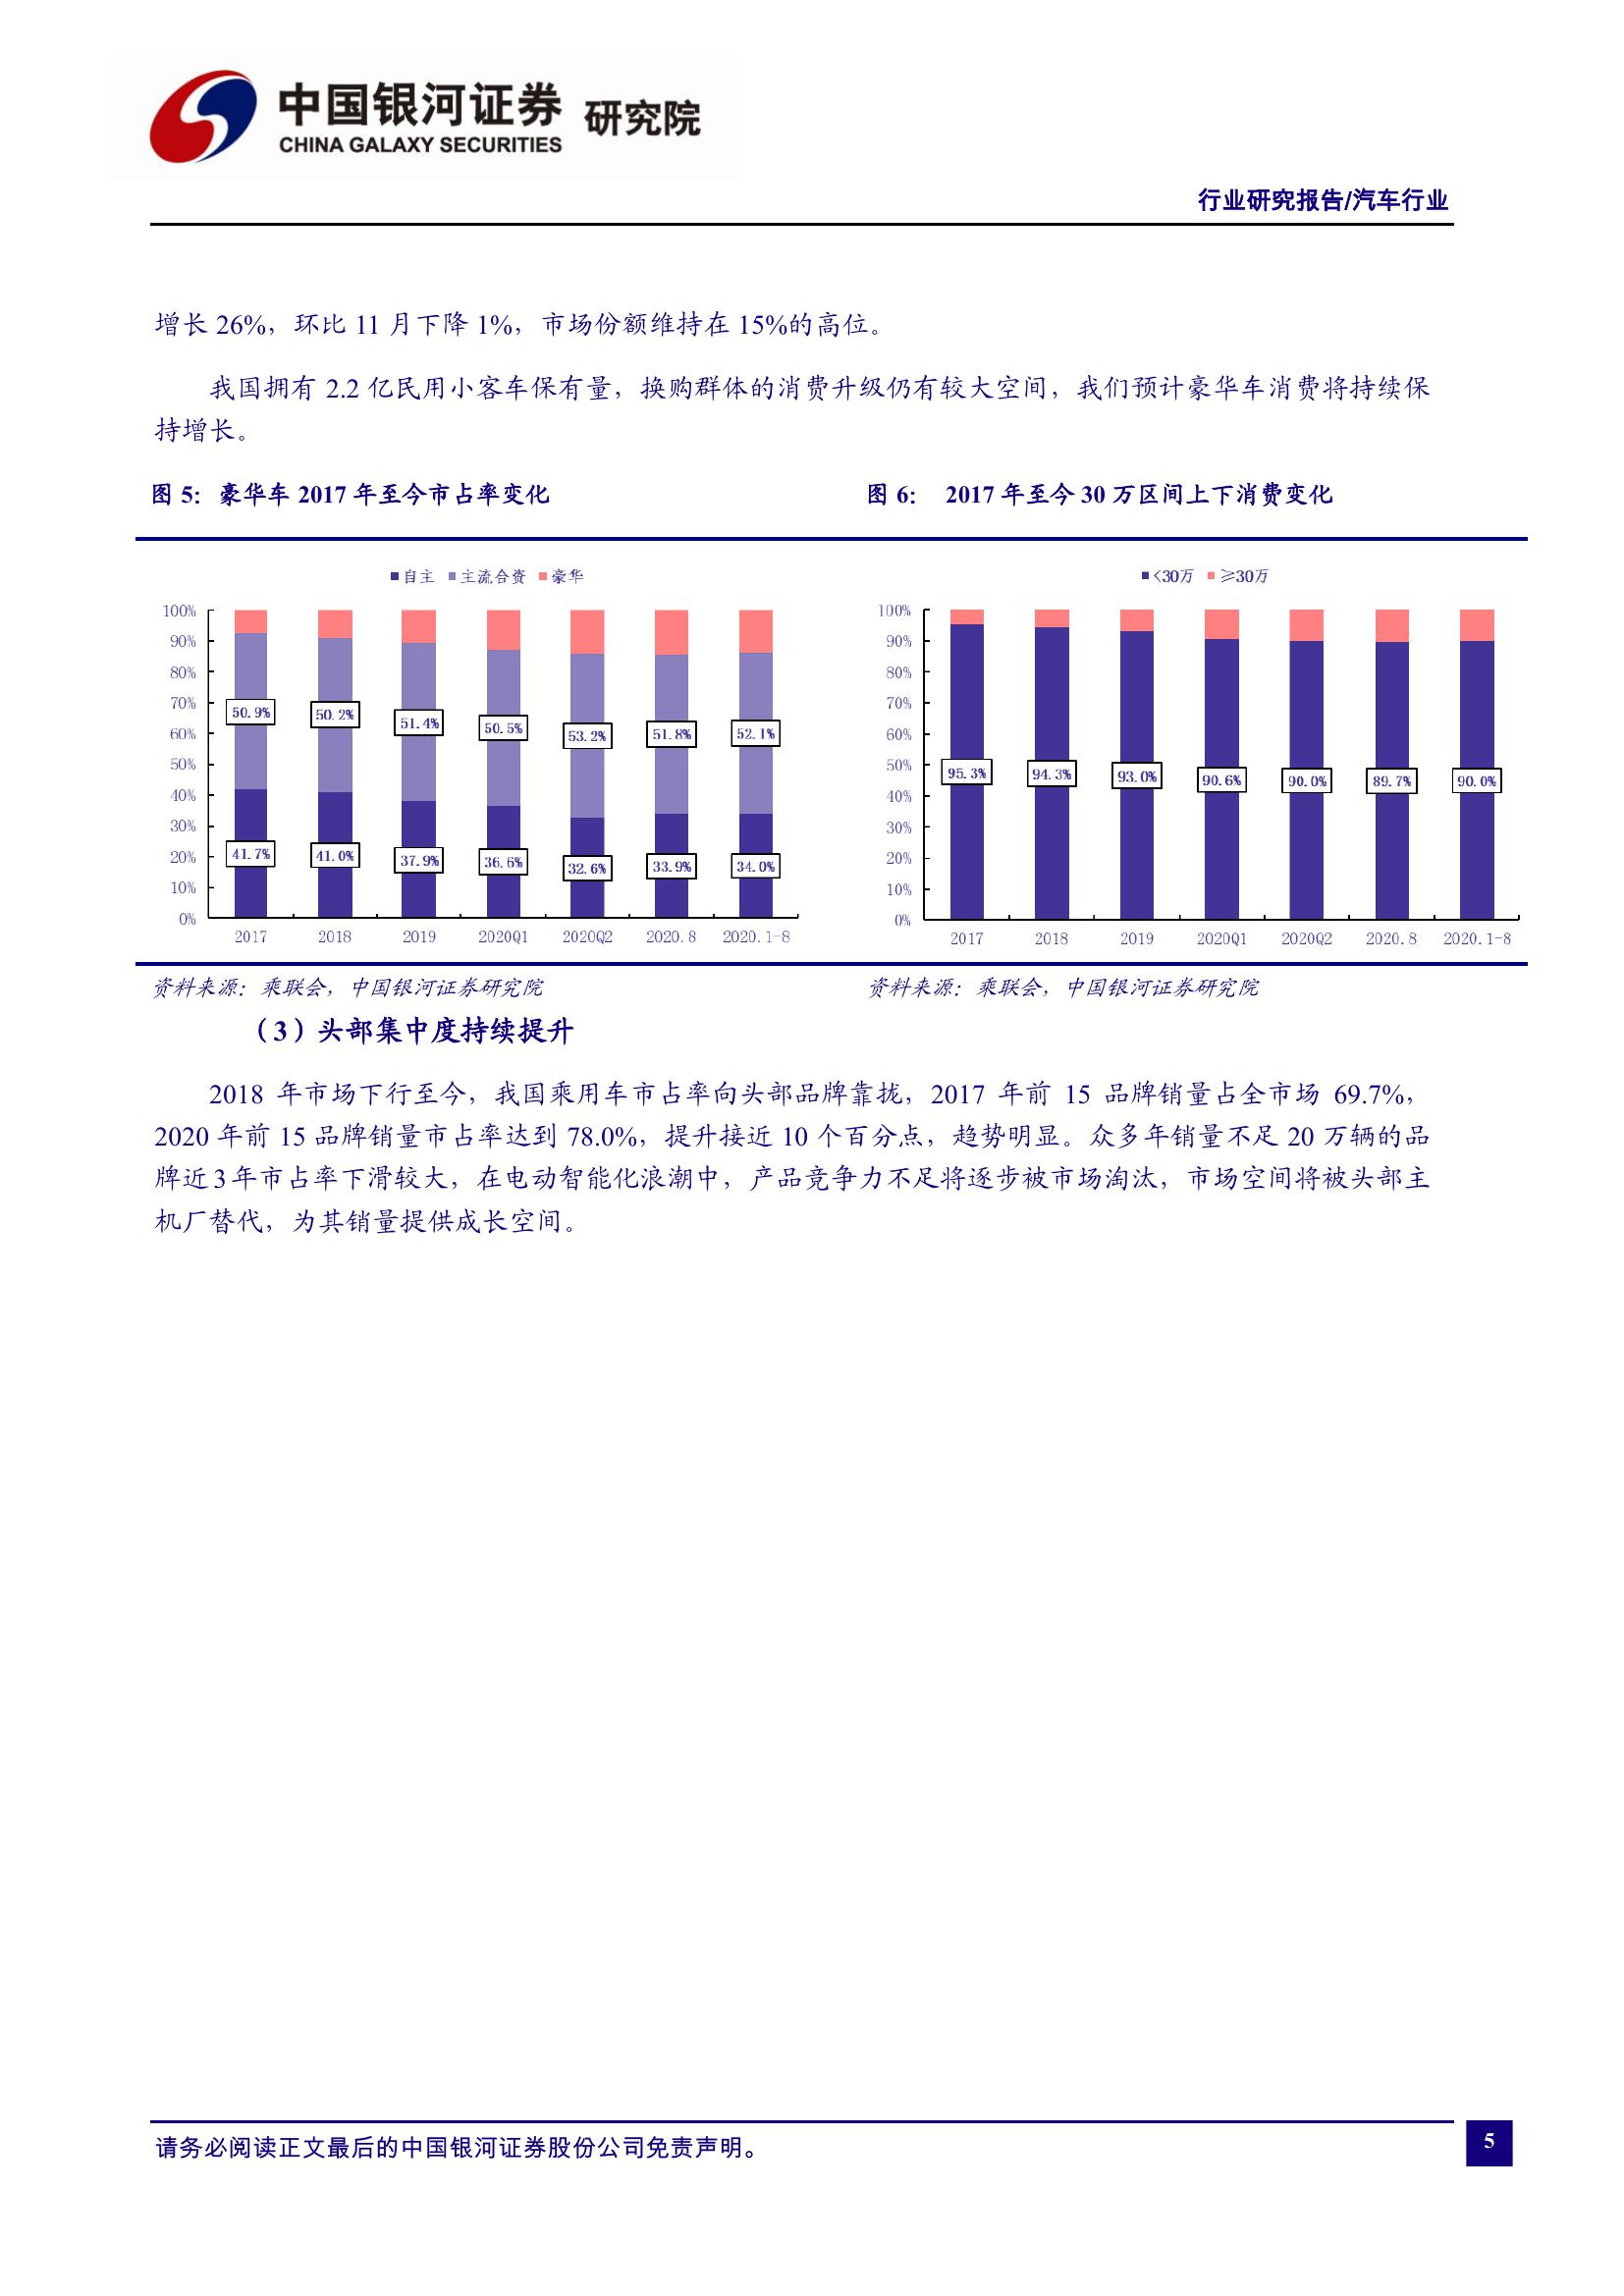 中国银河证券 研究院
CHINA GALAXY SECURITIES
行业研究报告/汽车行业
增长 26%，环比 11 月下降 1%，市场份额维持在 15%的高位。
我国拥有 2.2 亿民用小客车保有量，换购群体的消费升级仍有较大空间，我们预计豪华车消费将持续保
持增长。
图 5: 豪华车 2017 年至今市占率变化
图 6: 2017 年至今 30 万区间上下消费变化
自主 主流合资 豪华
100%
90%
80%
70%
60%
50%
40%
30%
20%
10%
0%
50.9% 50.2% 51.4% 50.5% 53.2% 51.8% 52.1%
41.7% 41.0% 37.9% 36.6% 32.6% 33.9% 34.0%
2017 2018 2019 2020Q1 2020Q2 2020.8 2020.1-8
<30万 ≥30万
100%
90%
80%
70%
60%
50%
40%
30%
20%
10%
0%
95.3% 94.3% 93.0% 90.6% 90.0% 89.7% 90.0%
2017 2018 2019 2020Q1 2020Q2 2020.8 2020.1-8
资料来源：乘联会，中国银河证券研究院
资料来源：乘联会，中国银河证券研究院
（3）头部集中度持续提升
2018 年市场下行至今，我国乘用车市占率向头部品牌靠拢，2017 年前 15 品牌销量占全市场 69.7%，
2020 年前 15 品牌销量市占率达到 78.0%，提升接近 10 个百分点，趋势明显。众多年销量不足 20 万辆的品
牌近 3 年市占率下滑较大，在电动智能化浪潮中，产品竞争力不足将逐步被市场淘汰，市场空间将被头部主
机厂替代，为其销量提供成长空间。
请务必阅读正文最后的中国银河证券股份公司免责声明。
5